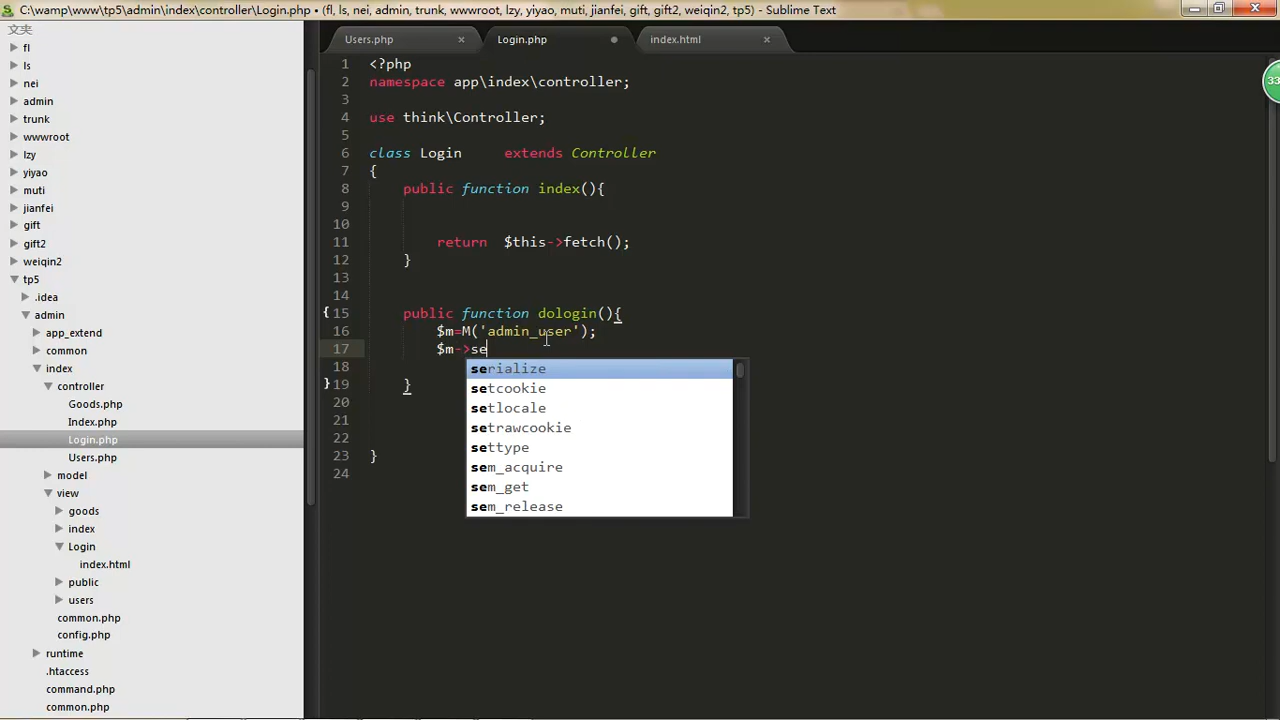 C:\wamp\www\tp5\admin\index\controller\Login.php • (fl, ls, nei, admin, trunk, wwwroot, lzy, yiyao, muti, jianfei, gift, gift2, weiqin2, tp5) - Sublime Text
文夹
fl
ls
nei
admin
trunk
wwwroot
lzy
yiyao
muti
jianfei
gift
gift2
weiqin2
tp5
.idea
admin
app_extend
common
index
controller
Goods.php
Index.php
Login.php
Users.php
model
view
goods
index
Login
index.html
public
users
common.php
config.php
runtime
.htaccess
command.php
common.php
Users.php × Login.php • index.html ×
33
1 <?php
2 namespace app\index\controller;
3
4 use think\Controller;
5
6 class Login extends Controller
7 {
8 public function index(){
9
10
11 return $this->fetch();
12 }
13
14
15 public function dologin(){
16 $m=M('admin_user');
17 $m->se
18
19 }
20
21
22
23 }
24
serialize
setcookie
setlocale
setrawcookie
settype
sem_acquire
sem_get
sem_release